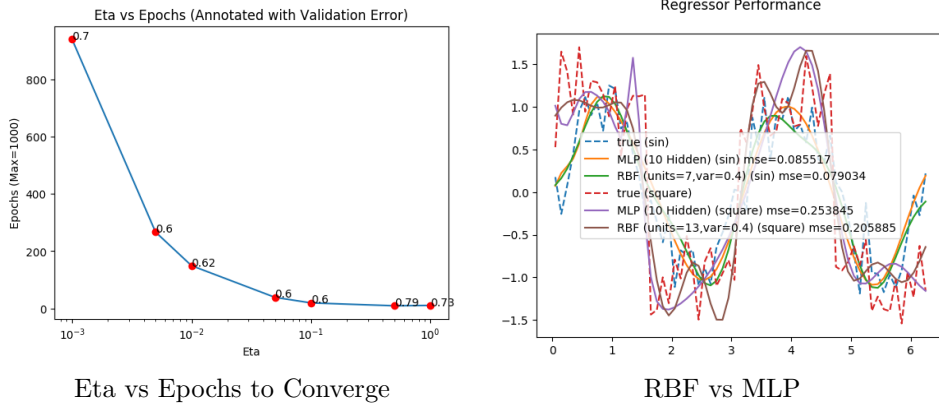 Eta vs Epochs (Annotated with Validation Error)
0.7
0.6
0.62
0.6
0.6
0.79
0.73
800
600
400
200
0
Epochs (Max=1000)
10⁻³
10⁻²
10⁻¹
10⁰
Eta
Eta vs Epochs to Converge
Regressor Performance
1.5
1.0
0.5
0.0
−0.5
−1.0
−1.5
true (sin)
MLP (10 Hidden) (sin) mse=0.085517
RBF (units=7,var=0.4) (sin) mse=0.079034
true (square)
MLP (10 Hidden) (square) mse=0.253845
RBF (units=13,var=0.4) (square) mse=0.205885
0
1
2
3
4
5
6
RBF vs MLP